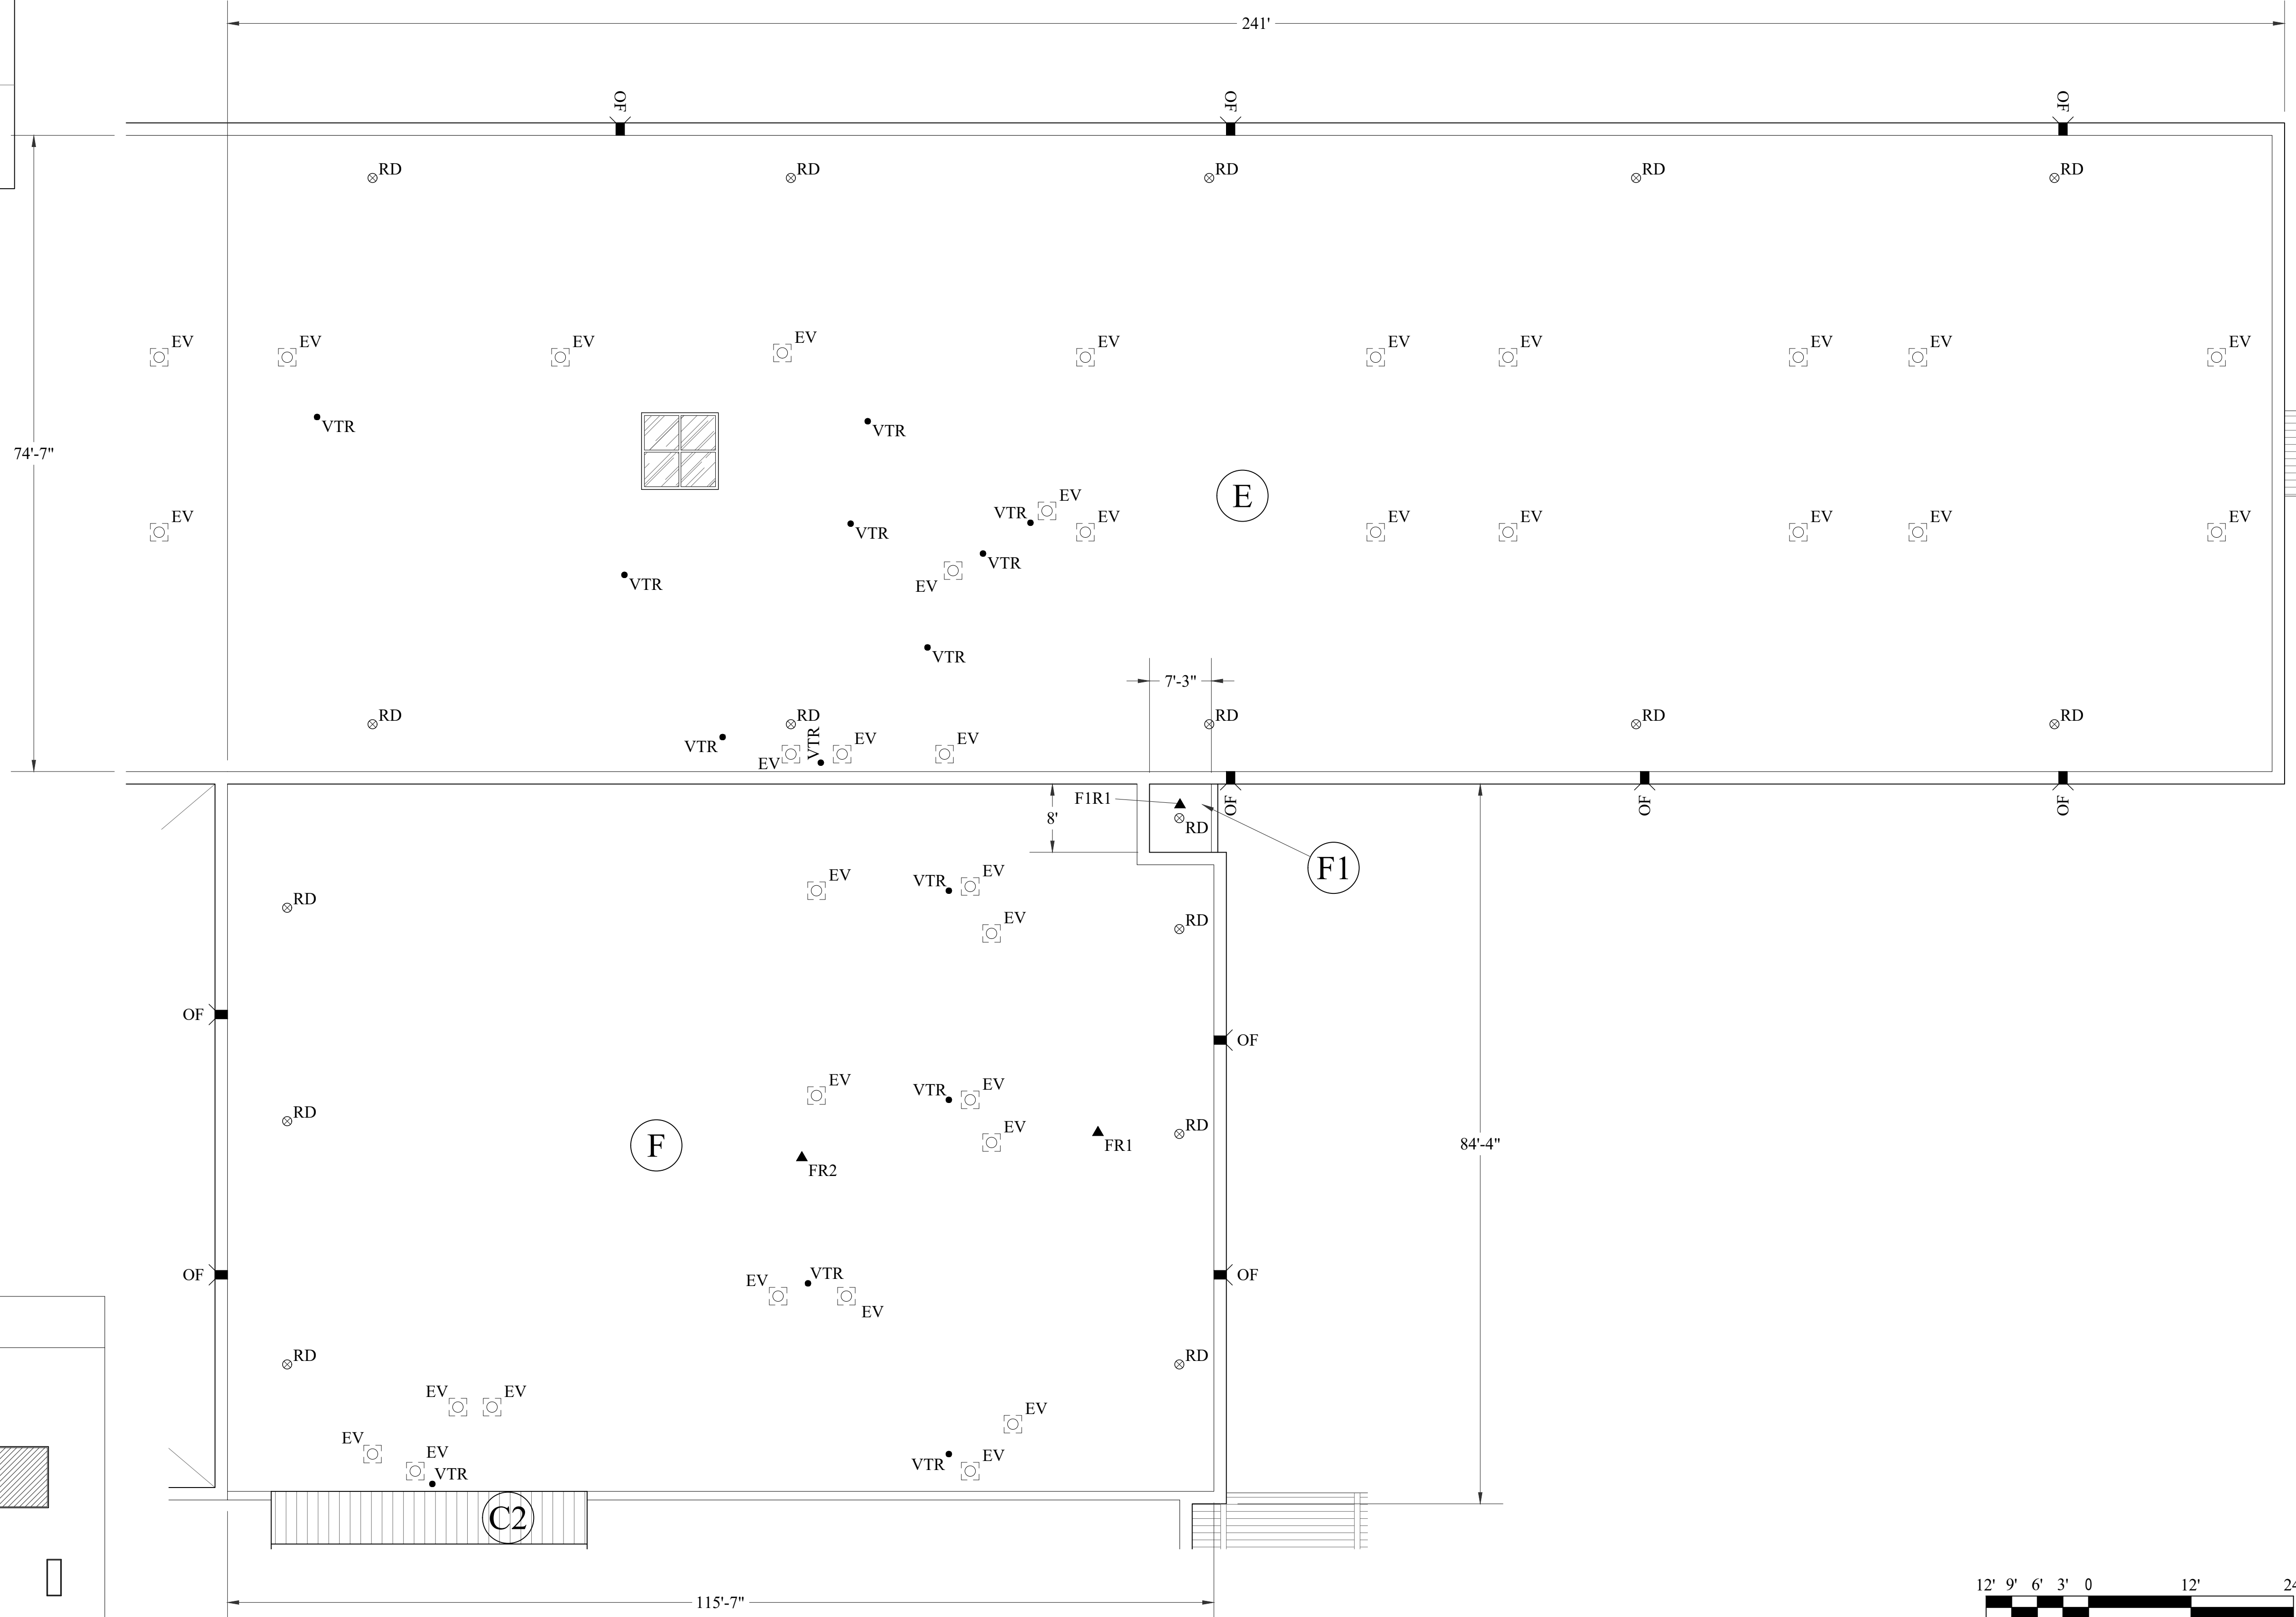 241'
OF OF OF
RD RD RD RD RD
EV EV EV EV EV EV EV EV EV EV
VTR VTR
74'-7"
E
EV VTR EV EV EV EV EV EV EV
VTR VTR
EV VTR
VTR
7'-3"
RD RD RD RD RD
VTR EV VTR EV EV
F1R1 OF OF OF
8' RD
F1
EV VTR EV
RD EV RD
OF OF
EV VTR EV
RD EV RD
F FR1 84'-4"
FR2
OF EV VTR OF
EV
RD RD
EV EV EV
EV EV VTR EV
VTR
C2
12' 9' 6' 3' 0 12' 24
115'-7"